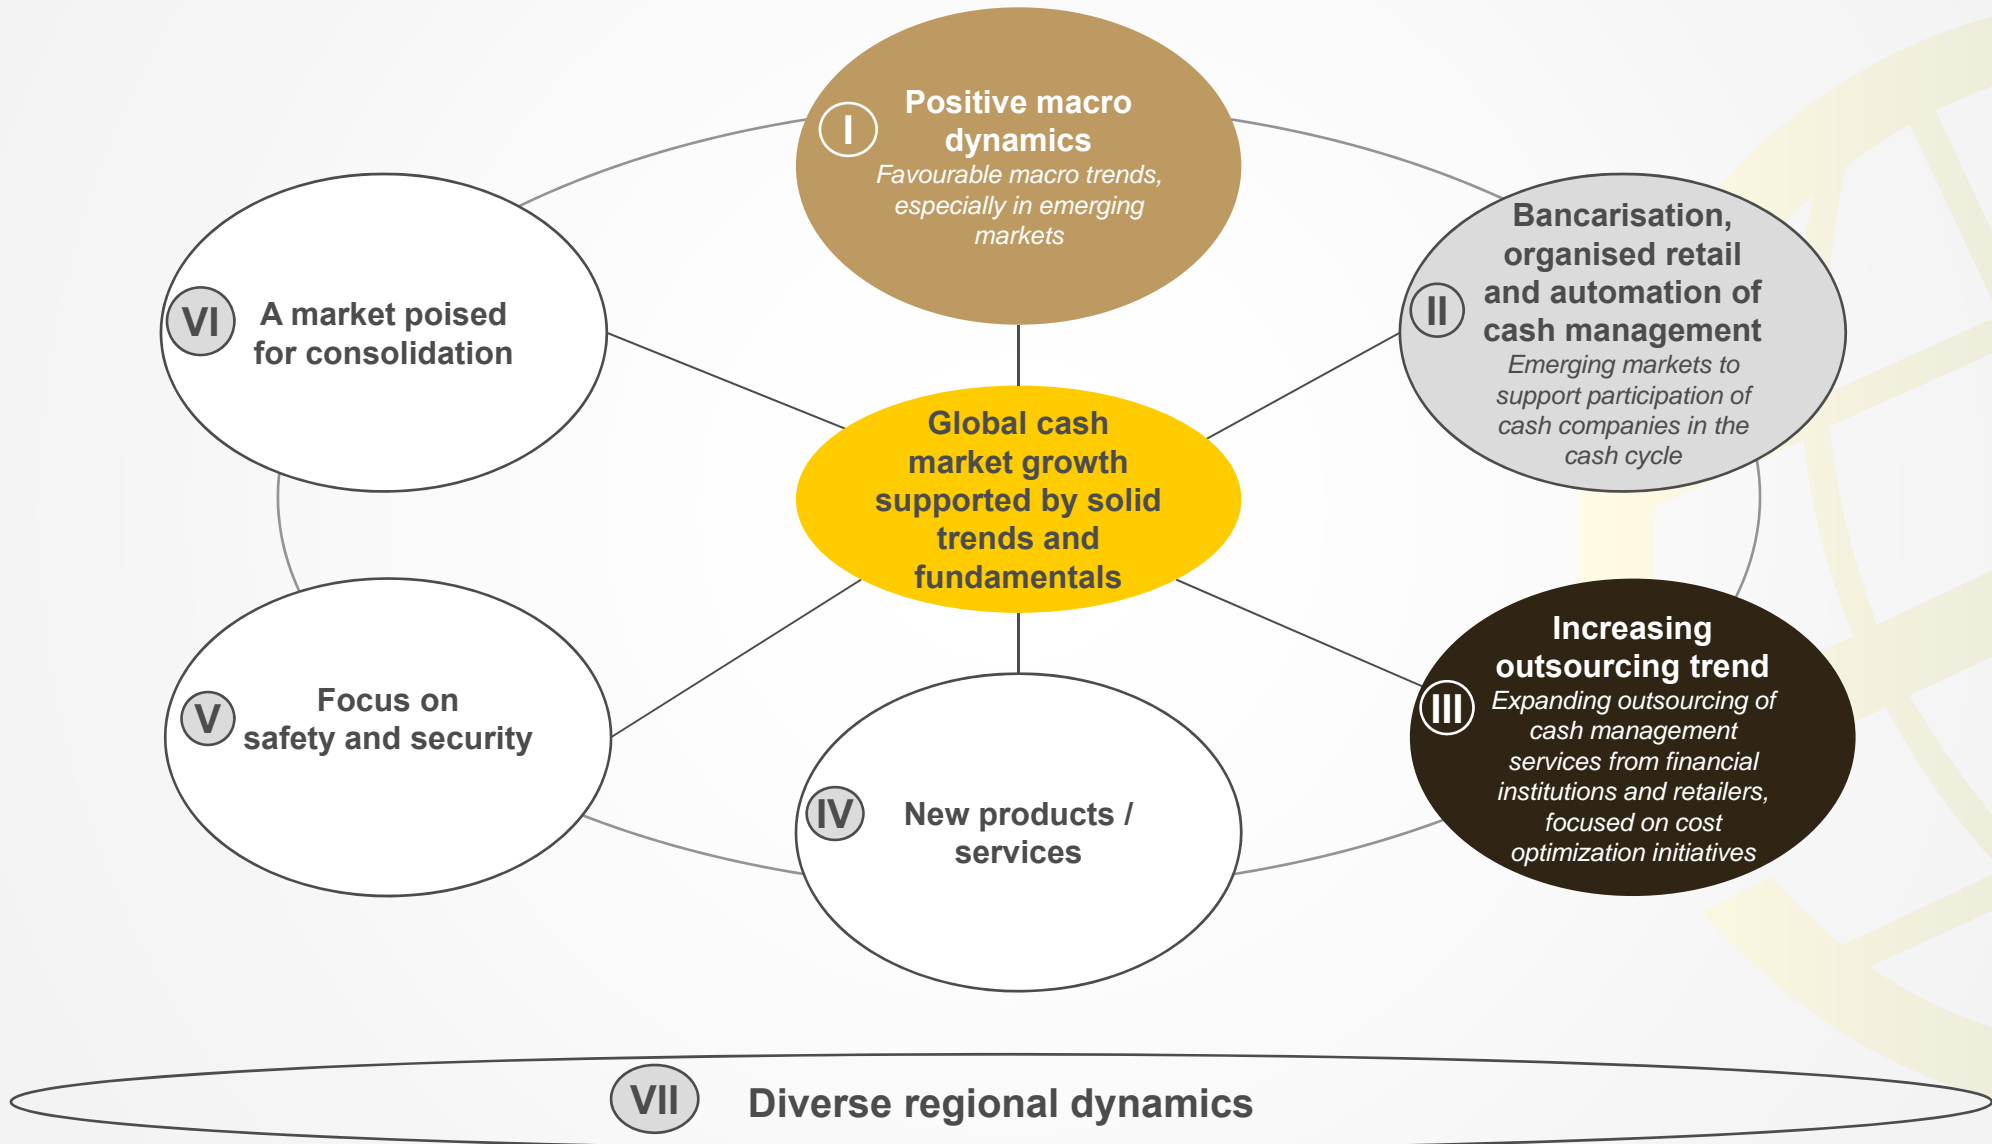 I
Positive macro
dynamics
Favourable macro trends,
especially in emerging
markets
II
Bancarisation,
organised retail
and automation of
cash management
Emerging markets to
support participation of
cash companies in the
cash cycle
VI
A market poised
for consolidation
Global cash
market growth
supported by solid
trends and
fundamentals
III
Increasing
outsourcing trend
Expanding outsourcing of
cash management
services from financial
institutions and retailers,
focused on cost
optimization initiatives
V
Focus on
safety and security
IV
New products /
services
VII
Diverse regional dynamics